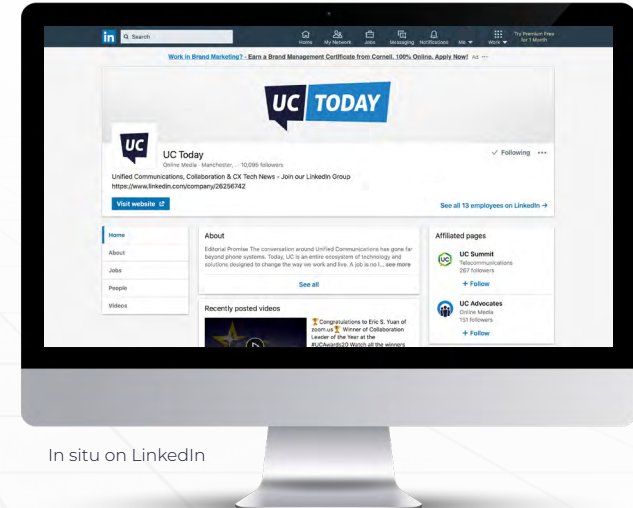 in Search Home My Network Jobs Messaging Notifications Me Work Try Premium Free for 1 Month
Work in Brand Marketing? - Earn a Brand Management Certificate from Cornell. 100% Online. Apply Now! Ad ···
UC TODAY
UC
UC Today
Online Media · Manchester, . · 10,095 followers
✓ Following ···
Unified Communications, Collaboration & CX Tech News - Join our LinkedIn Group
https://www.linkedin.com/company/26256742
Visit website
See all 13 employees on LinkedIn →
Home
About
Jobs
People
Videos
About
Editorial Promise The conversation around Unified Communications has gone far
beyond phone systems. Today, UC is an entire ecosystem of technology and
solutions designed to change the way we work and live. A job is no l... see more
See all
Recently posted videos
🏆Congratulations to Eric S. Yuan of
zoom us🏆 Winner of Collaboration
Leader of the Year at the
#UCAwards20 Watch all the winners
Affiliated pages
UC
UC Summit
Telecommunications
267 followers
+ Follow
UC Advocates
Online Media
151 followers
+ Follow
In situ on LinkedIn